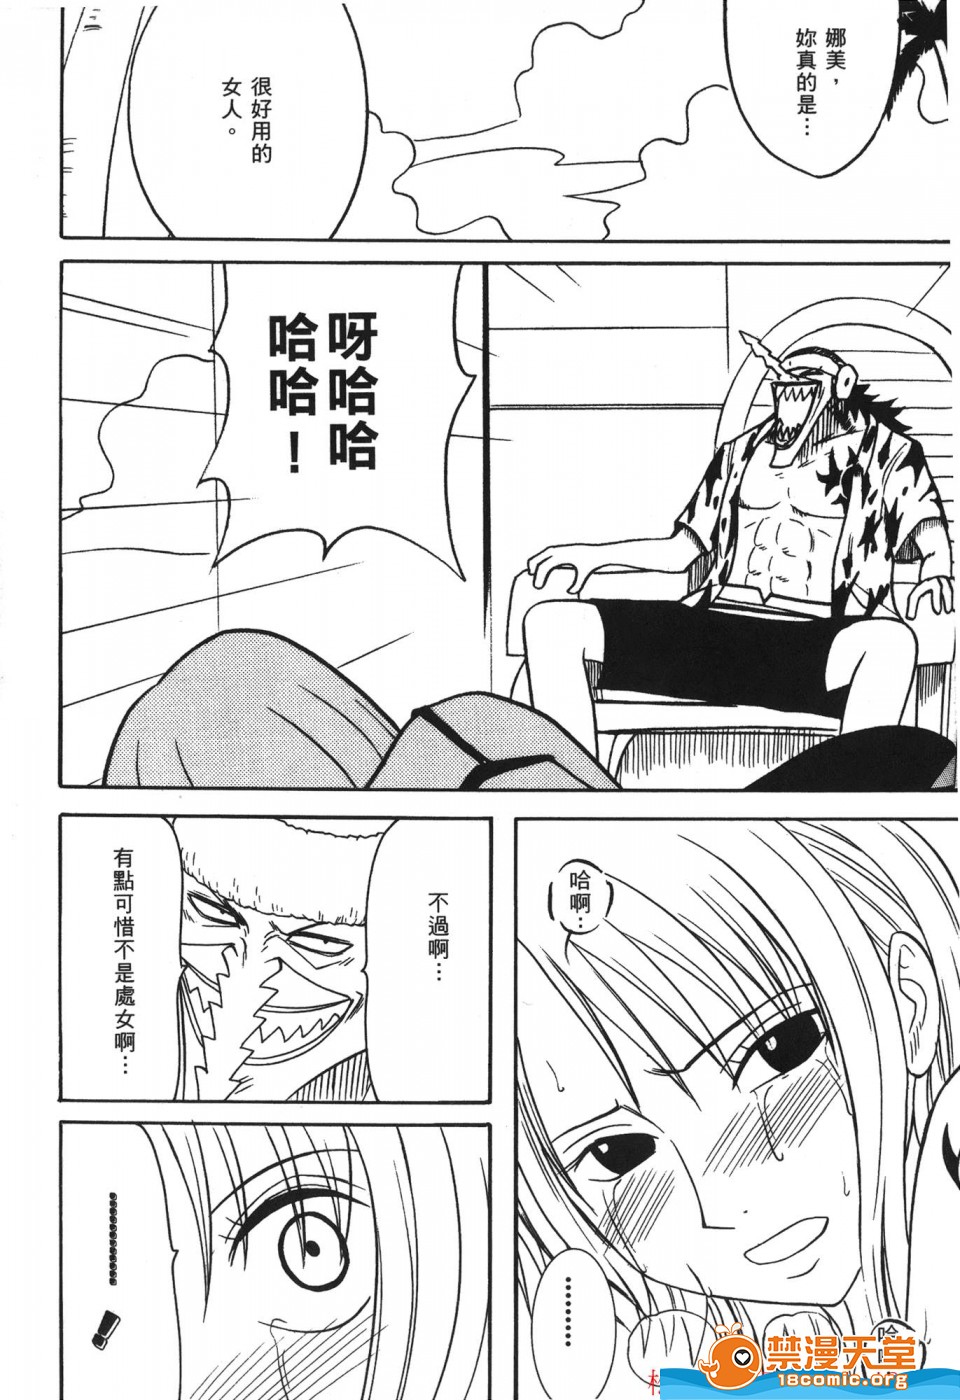 娜美，
妳真的是…
很好用的
女人。
呀哈哈
哈哈！
哈啊…
…………
哈
不過啊…
有點可惜不是處女啊…
…………！
禁漫天堂
18comic.org